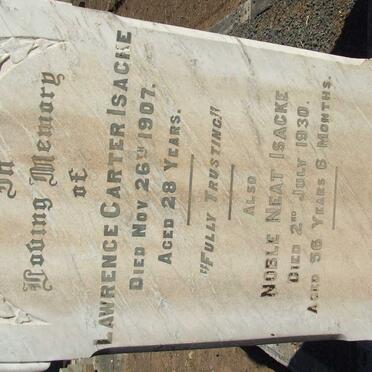 In
Loving Memory
of
LAWRENCE CARTER ISACKE
DIED NOV 26TH 1907.
AGED 28 YEARS.
"FULLY TRUSTING."
ALSO
NOBLE NEAT ISACKE
DIED 2ND JULY 1930.
AGED 56 YEARS 6 MONTHS.